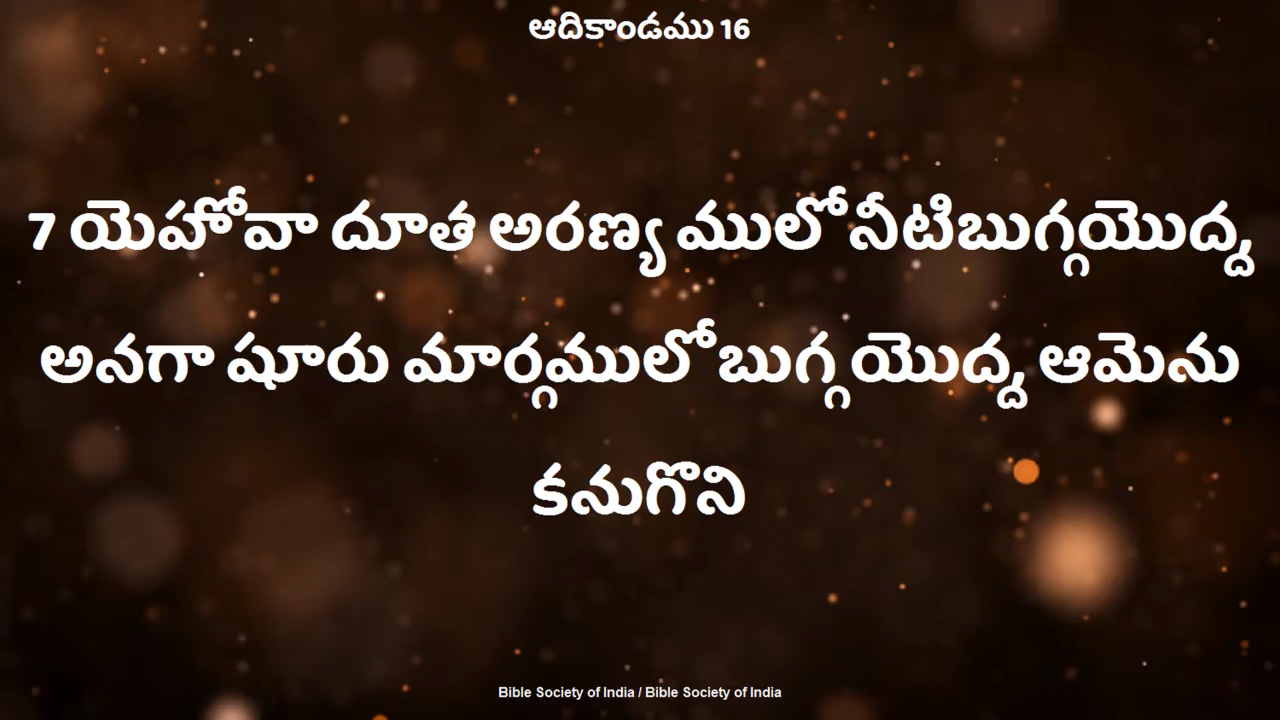 ఆదికాండము 16
7 యెహోవా దూత అరణ్య ములో నీటిబుగ్గయొద్ద,
అనగా షూరు మార్గములో బుగ్గ యొద్ద, ఆమెను
కనుగొని
Bible Society of India / Bible Society of India